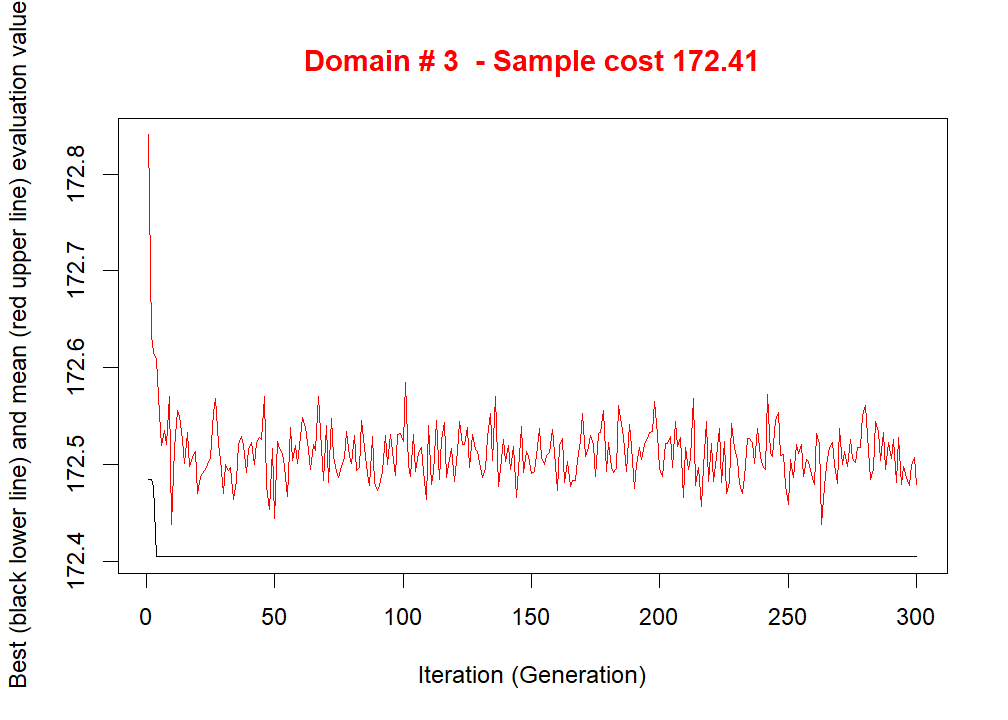 Domain # 3  - Sample cost 172.41
Best (black lower line) and mean (red upper line) evaluation value
172.8
172.7
172.6
172.5
172.4
0 50 100 150 200 250 300
Iteration (Generation)